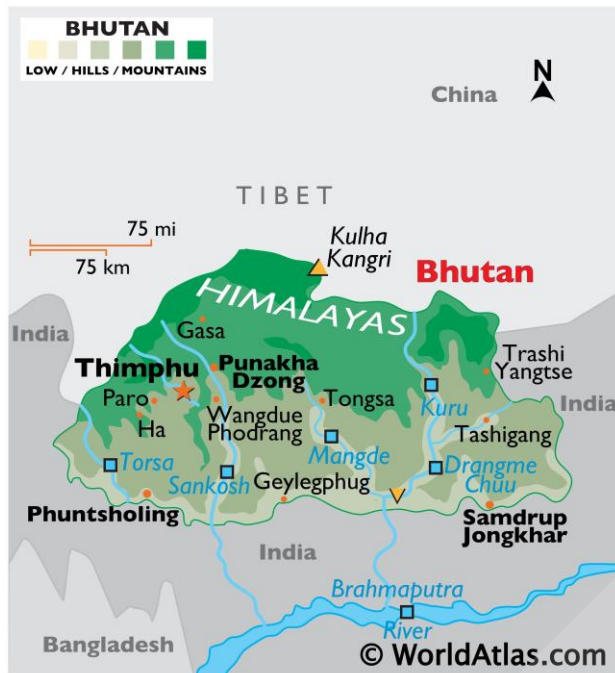 BHUTAN
LOW / HILLS / MOUNTAINS
N
China
TIBET
75 mi
75 km
Kulha
Kangri
Bhutan
HIMALAYAS
India
Gasa
Thimphu
Punakha
Dzong
Trashi
Yangtse
Paro
Wangdue
Phodrang
Tongsa
Kuru
India
Ha
Tashigang
Torsa
Mangde
Sankosh
Geylegphug
Drangme
Chuu
Phuntsholing
Samdrup
Jongkhar
India
Brahmaputra
River
Bangladesh
© WorldAtlas.com